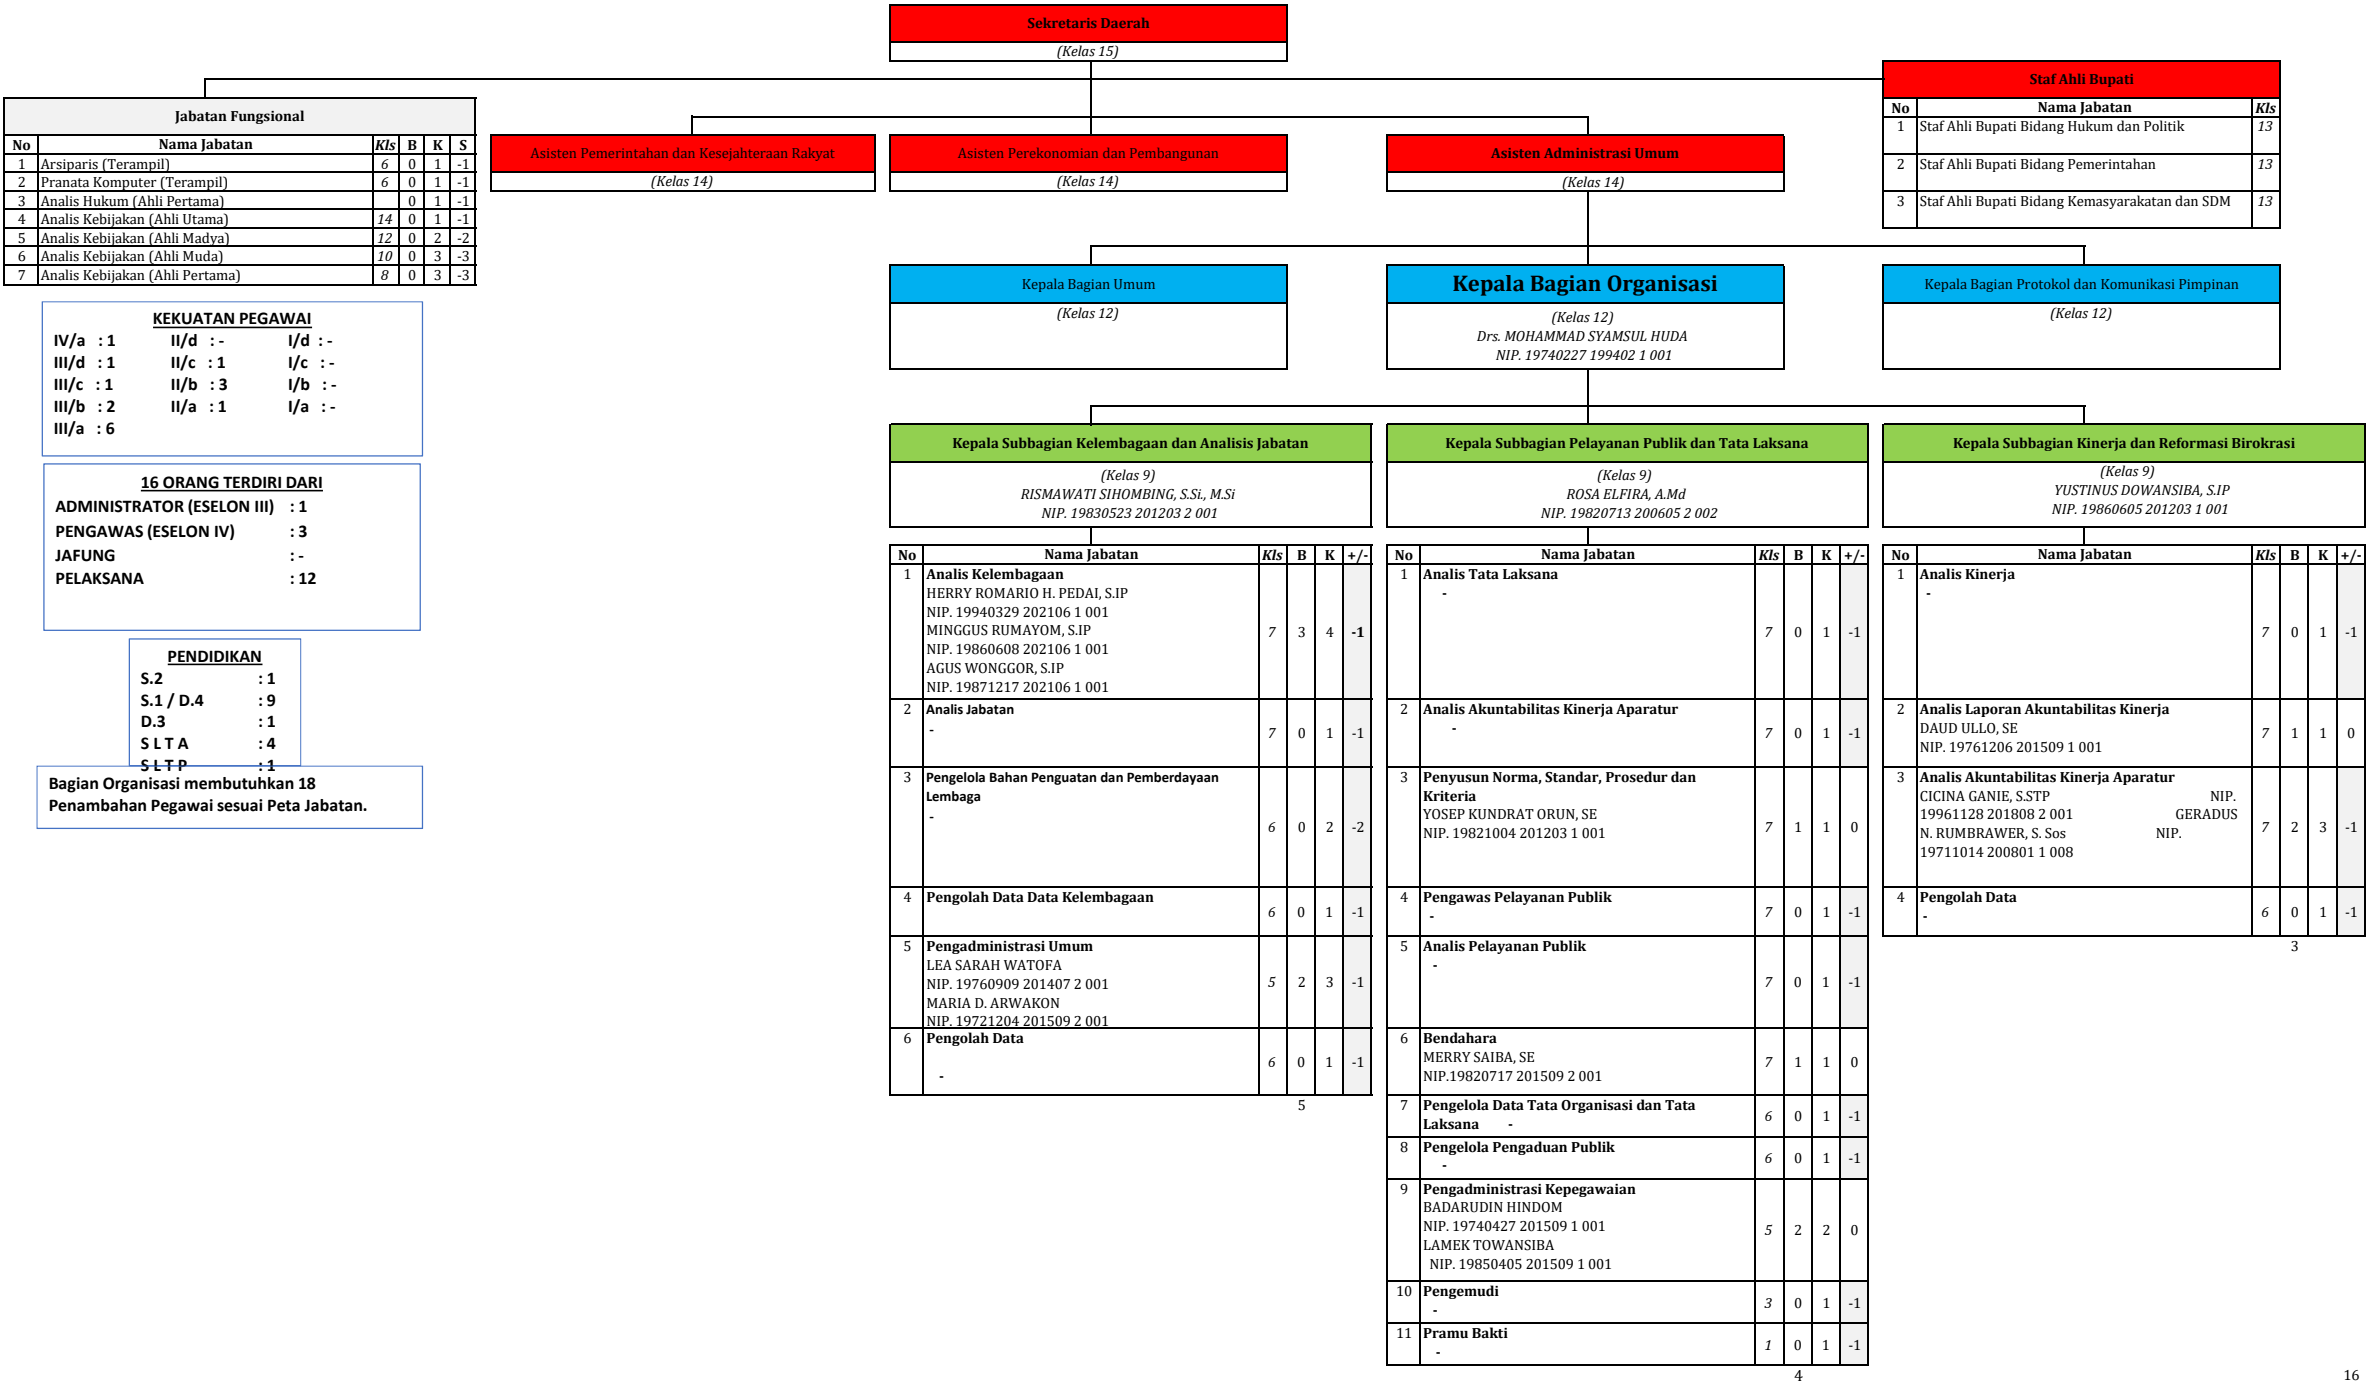 Sekretaris Daerah
(Kelas 15)
Staf Ahli Bupati
No Nama Jabatan Kls
1 Staf Ahli Bupati Bidang Hukum dan Politik 13
2 Staf Ahli Bupati Bidang Pemerintahan 13
3 Staf Ahli Bupati Bidang Kemasyarakatan dan SDM 13
Jabatan Fungsional
No Nama Jabatan Kls B K S
1 Arsiparis (Terampil) 6 0 1 -1
2 Pranata Komputer (Terampil) 6 0 1 -1
3 Analis Hukum (Ahli Pertama) 0 1 -1
4 Analis Kebijakan (Ahli Utama) 14 0 1 -1
5 Analis Kebijakan (Ahli Madya) 12 0 2 -2
6 Analis Kebijakan (Ahli Muda) 10 0 3 -3
7 Analis Kebijakan (Ahli Pertama) 8 0 3 -3
Asisten Pemerintahan dan Kesejahteraan Rakyat
(Kelas 14)
Asisten Perekonomian dan Pembangunan
(Kelas 14)
Asisten Administrasi Umum
(Kelas 14)
Kepala Bagian Umum
(Kelas 12)
Kepala Bagian Organisasi
(Kelas 12)
Drs. MOHAMMAD SYAMSUL HUDA
NIP. 19740227 199402 1 001
Kepala Bagian Protokol dan Komunikasi Pimpinan
(Kelas 12)
KEKUATAN PEGAWAI
IV/a : 1 II/d : - I/d : -
III/d : 1 II/c : 1 I/c : -
III/c : 1 II/b : 3 I/b : -
III/b : 2 II/a : 1 I/a : -
III/a : 6
16 ORANG TERDIRI DARI
ADMINISTRATOR (ESELON III) : 1
PENGAWAS (ESELON IV) : 3
JAFUNG : -
PELAKSANA : 12
PENDIDIKAN
S.2 : 1
S.1 / D.4 : 9
D.3 : 1
S L T A : 4
S L T P : 1
Bagian Organisasi membutuhkan 18
Penambahan Pegawai sesuai Peta Jabatan.
Kepala Subbagian Kelembagaan dan Analisis Jabatan
(Kelas 9)
RISMAWATI SIHOMBING, S.Si., M.Si
NIP. 19830523 201203 2 001
No Nama Jabatan Kls B K +/-
1 Analis Kelembagaan
HERRY ROMARIO H. PEDAI, S.IP
NIP. 19940329 202106 1 001
MINGGUS RUMAYOM, S.IP 7 3 4 -1
NIP. 19860608 202106 1 001
AGUS WONGGOR, S.IP
NIP. 19871217 202106 1 001
2 Analis Jabatan
- 7 0 1 -1
3 Pengelola Bahan Penguatan dan Pemberdayaan
Lembaga
- 6 0 2 -2
4 Pengolah Data Data Kelembagaan
6 0 1 -1
5 Pengadministrasi Umum
LEA SARAH WATOFA
NIP. 19760909 201407 2 001 5 2 3 -1
MARIA D. ARWAKON
NIP. 19721204 201509 2 001
6 Pengolah Data
6 0 1 -1
-
5
Kepala Subbagian Pelayanan Publik dan Tata Laksana
(Kelas 9)
ROSA ELFIRA, A.Md
NIP. 19820713 200605 2 002
No Nama Jabatan Kls B K +/-
1 Analis Tata Laksana
-
7 0 1 -1
2 Analis Akuntabilitas Kinerja Aparatur
- 7 0 1 -1
3 Penyusun Norma, Standar, Prosedur dan
Kriteria
YOSEP KUNDRAT ORUN, SE
NIP. 19821004 201203 1 001 7 1 1 0
4 Pengawas Pelayanan Publik
- 7 0 1 -1
5 Analis Pelayanan Publik
-
7 0 1 -1
6 Bendahara
MERRY SAIBA, SE 7 1 1 0
NIP.19820717 201509 2 001
7 Pengelola Data Tata Organisasi dan Tata
Laksana - 6 0 1 -1
8 Pengelola Pengaduan Publik
- 6 0 1 -1
9 Pengadministrasi Kepegawaian
BADARUDIN HINDOM
NIP. 19740427 201509 1 001 5 2 2 0
LAMEK TOWANSIBA
NIP. 19850405 201509 1 001
10 Pengemudi
- 3 0 1 -1
11 Pramu Bakti
- 1 0 1 -1
4
Kepala Subbagian Kinerja dan Reformasi Birokrasi
(Kelas 9)
YUSTINUS DOWANSIBA, S.IP
NIP. 19860605 201203 1 001
No Nama Jabatan Kls B K +/-
1 Analis Kinerja
-
7 0 1 -1
2 Analis Laporan Akuntabilitas Kinerja
DAUD ULLO, SE 7 1 1 0
NIP. 19761206 201509 1 001
3 Analis Akuntabilitas Kinerja Aparatur
CICINA GANIE, S.STP NIP.
19961128 201808 2 001 GERADUS
N. RUMBRAWER, S. Sos NIP. 7 2 3 -1
19711014 200801 1 008
4 Pengolah Data
- 6 0 1 -1
3
16